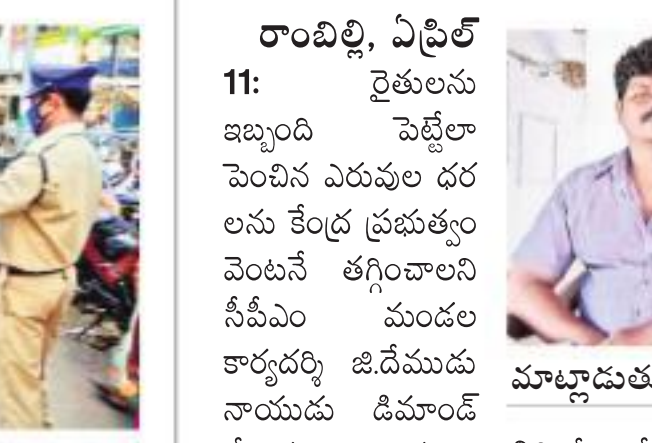 రాంబిల్లి, ఏప్రిల్
11: రైతులను
ఇబ్బంది పెట్టేలా
పెంచిన ఎరువుల ధర
లను కేంద్ర ప్రభుత్వం
వెంటనే తగ్గించాలని
సీపీఎం మండల
కార్యదర్శి జి.దేముడు
నాయుడు డిమాండ్
మాట్లాడుతు